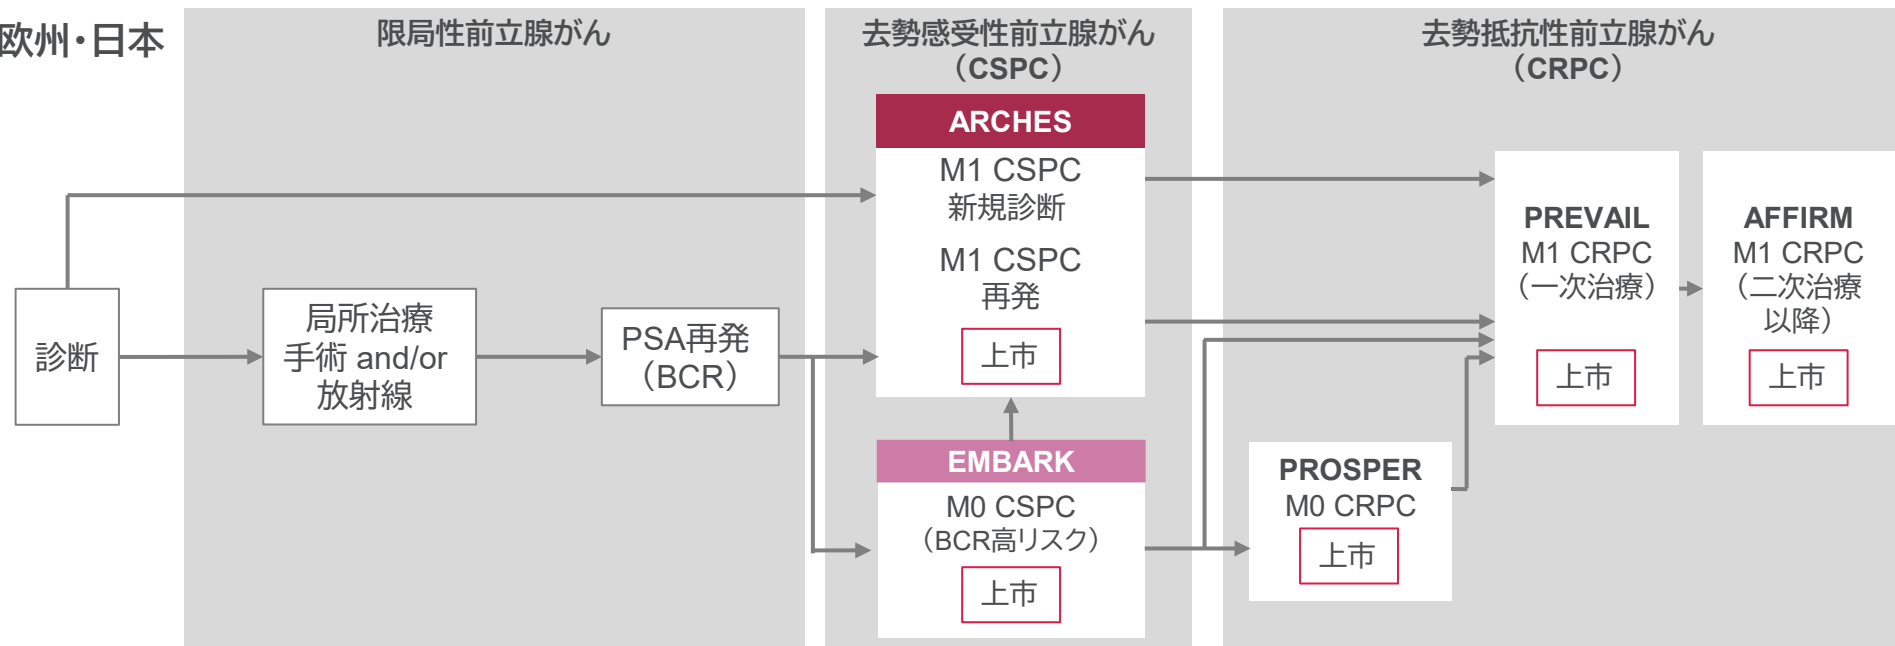 欧州・日本
限局性前立腺がん
去勢感受性前立腺がん
（CSPC）
去勢抵抗性前立腺がん
（CRPC）
診断
局所治療
手術 and/or
放射線
PSA再発
（BCR）
ARCHES
M1 CSPC
新規診断
M1 CSPC
再発
上市
EMBARK
M0 CSPC
（BCR高リスク）
上市
PROSPER
M0 CRPC
上市
PREVAIL
M1 CRPC
（一次治療）
上市
AFFIRM
M1 CRPC
（二次治療
以降）
上市